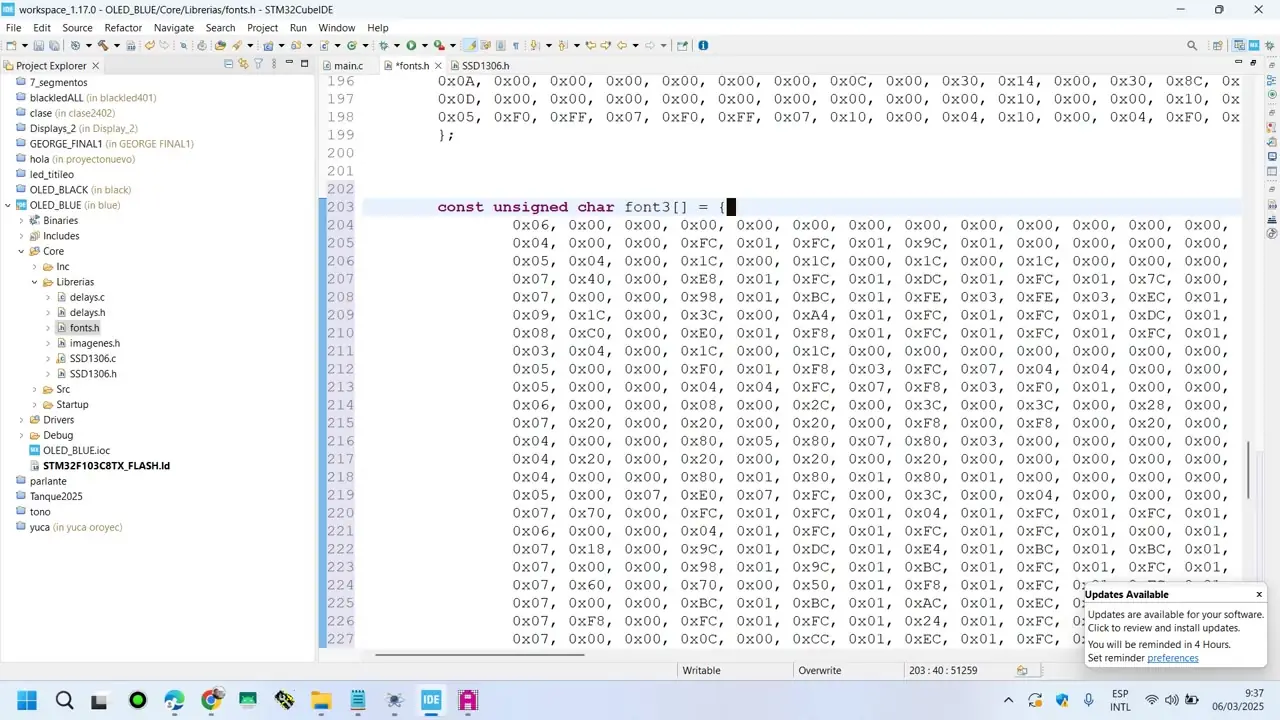 workspace_1.17.0 - OLED_BLUE/Core/Librerias/fonts.h - STM32CubeIDE
File Edit Source Refactor Navigate Search Project Run Window Help
Project Explorer
7_segmentos
blackledALL (in blackled401)
clase (in clase2402)
Displays_2 (in Display_2)
GEORGE_FINAL1 (in GEORGE FINAL1)
hola (in proyectonuevo)
led_titileo
OLED_BLACK (in black)
OLED_BLUE (in blue)
Binaries
Includes
Core
Inc
Librerias
delays.c
delays.h
fonts.h
imagenes.h
SSD1306.c
SSD1306.h
Src
Startup
Drivers
Debug
OLED_BLUE.ioc
STM32F103C8TX_FLASH.ld
parlante
Tanque2025
tono
yuca (in yuca oroyec)
main.c *fonts.h SSD1306.h
196 0x0A, 0x00, 0x00, 0x00, 0x00, 0x00, 0x00, 0x0C, 0x00, 0x30, 0x14, 0x00, 0x30, 0x8C, 0x
197 0x0D, 0x00, 0x00, 0x00, 0x00, 0x00, 0x00, 0x00, 0x00, 0x10, 0x00, 0x00, 0x10, 0x00, 0x
198 0x05, 0xF0, 0xFF, 0x07, 0xF0, 0xFF, 0x07, 0x10, 0x00, 0x04, 0x10, 0x00, 0x04, 0xF0, 0x
199 };
200
201
202
203 const unsigned char font3[] = {
204 0x06, 0x00, 0x00, 0x00, 0x00, 0x00, 0x00, 0x00, 0x00, 0x00, 0x00, 0x00, 0x00,
205 0x04, 0x00, 0x00, 0xFC, 0x01, 0xFC, 0x01, 0x9C, 0x01, 0x00, 0x00, 0x00, 0x00,
206 0x05, 0x04, 0x00, 0x1C, 0x00, 0x1C, 0x00, 0x1C, 0x00, 0x1C, 0x00, 0x00, 0x00,
207 0x07, 0x40, 0x00, 0xE8, 0x01, 0xFC, 0x01, 0xDC, 0x01, 0xFC, 0x01, 0x7C, 0x00,
208 0x07, 0x00, 0x00, 0x98, 0x01, 0xBC, 0x01, 0xFE, 0x03, 0xFE, 0x03, 0xEC, 0x01,
209 0x09, 0x1C, 0x00, 0x3C, 0x00, 0xA4, 0x01, 0xFC, 0x01, 0xFC, 0x01, 0xDC, 0x01,
210 0x08, 0xC0, 0x00, 0xE0, 0x01, 0xF8, 0x01, 0xFC, 0x01, 0xFC, 0x01, 0xFC, 0x01,
211 0x03, 0x04, 0x00, 0x1C, 0x00, 0x1C, 0x00, 0x00, 0x00, 0x00, 0x00, 0x00, 0x00,
212 0x05, 0x00, 0x00, 0xF0, 0x01, 0xF8, 0x03, 0xFC, 0x07, 0x04, 0x04, 0x00, 0x00,
213 0x05, 0x00, 0x00, 0x04, 0x04, 0xFC, 0x07, 0xF8, 0x03, 0xF0, 0x01, 0x00, 0x00,
214 0x06, 0x00, 0x00, 0x08, 0x00, 0x2C, 0x00, 0x3C, 0x00, 0x3C, 0x00, 0x28, 0x00,
215 0x07, 0x20, 0x00, 0x20, 0x00, 0x20, 0x00, 0xF8, 0x00, 0xF8, 0x00, 0x20, 0x00,
216 0x04, 0x00, 0x00, 0x80, 0x05, 0x80, 0x07, 0x80, 0x03, 0x00, 0x00, 0x00, 0x00,
217 0x04, 0x20, 0x00, 0x20, 0x00, 0x20, 0x00, 0x20, 0x00, 0x00, 0x00, 0x00, 0x00,
218 0x04, 0x00, 0x00, 0x80, 0x01, 0x80, 0x01, 0x80, 0x01, 0x00, 0x00, 0x00, 0x00,
219 0x05, 0x00, 0x07, 0xE0, 0x07, 0xFC, 0x00, 0x3C, 0x00, 0x04, 0x00, 0x00, 0x00,
220 0x07, 0x70, 0x00, 0xFC, 0x01, 0xFC, 0x01, 0x04, 0x01, 0xFC, 0x01, 0xFC, 0x01,
221 0x06, 0x00, 0x00, 0x04, 0x01, 0xFC, 0x01, 0xFC, 0x01, 0xFC, 0x01, 0x00, 0x01,
222 0x07, 0x18, 0x00, 0x9C, 0x01, 0xDC, 0x01, 0xE4, 0x01, 0xBC, 0x01, 0xBC, 0x01,
223 0x07, 0x00, 0x00, 0x98, 0x01, 0x9C, 0x01, 0xBC, 0x01, 0xFC, 0x01, 0xFC, 0x01,
224 0x07, 0x60, 0x00, 0x70, 0x00, 0x50, 0x01, 0xF8, 0x01, 0xFC,
225 0x07, 0x00, 0x00, 0xBC, 0x01, 0xBC, 0x01, 0xAC, 0x01, 0xEC,
226 0x07, 0xF8, 0x00, 0xFC, 0x01, 0xFC, 0x01, 0x24, 0x01, 0xFC,
227 0x07, 0x00, 0x00, 0x0C, 0x00, 0xCC, 0x01, 0xEC, 0x01, 0xFC,
Updates Available
Updates are available for your software.
Click to review and install updates.
You will be reminded in 4 Hours.
Set reminder preferences
Writable Overwrite 203 : 40 : 51259
IDE
ESP
INTL
9:37
06/03/2025